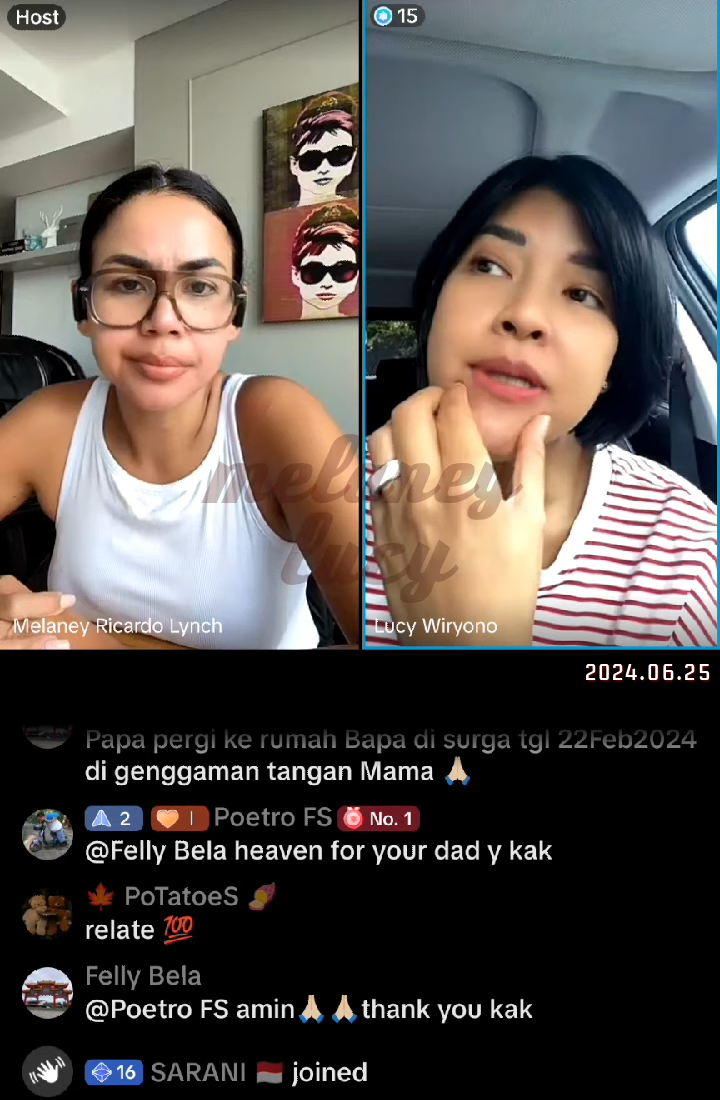 Host
15
melaney
lucy
Melaney Ricardo Lynch
Lucy Wiryono
2024.06.25
Papa pergi ke rumah Bapa di surga tgl 22Feb2024
di genggaman tangan Mama 🙏🏻
2 I Poetro FS No. 1
@Felly Bela heaven for your dad y kak
🍁 PoTatoeS 🍠
relate 💯
Felly Bela
@Poetro FS amin🙏🏻🙏🏻thank you kak
16 SARANI 🇮🇩 joined